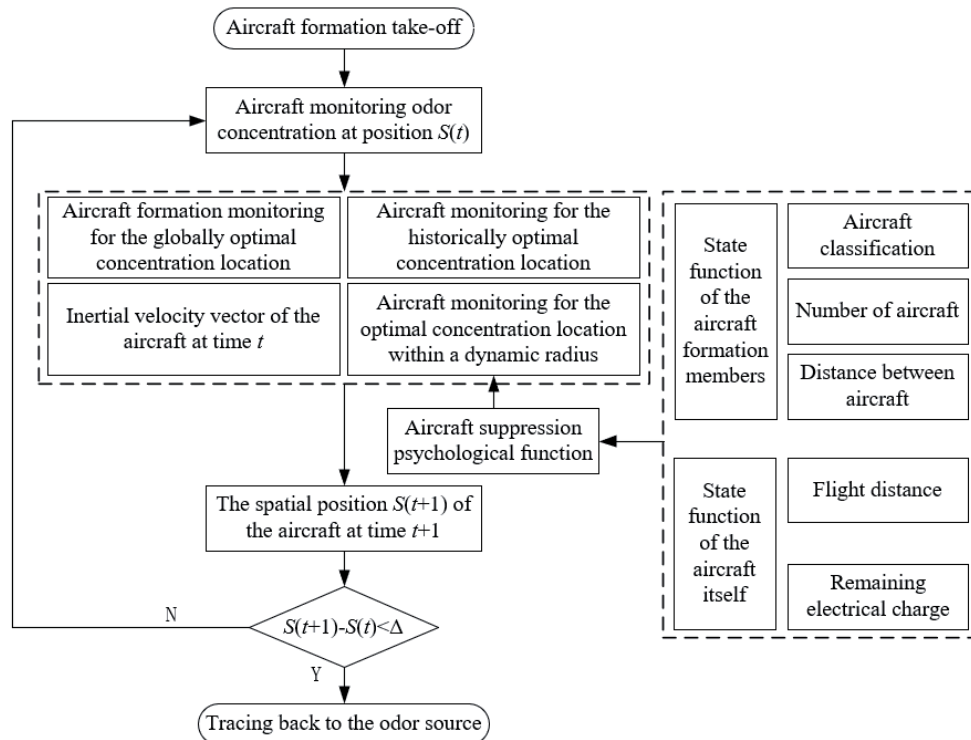 Aircraft formation take-off
Aircraft monitoring odor
concentration at position S(t)
Aircraft formation monitoring
for the globally optimal
concentration location
Aircraft monitoring for the
historically optimal
concentration location
Inertial velocity vector of the
aircraft at time t
Aircraft monitoring for the
optimal concentration location
within a dynamic radius
Aircraft suppression
psychological function
State
function
of the
aircraft
formation
members
Aircraft
classification
Number of aircraft
Distance between
aircraft
State
function
of the
aircraft
itself
Flight distance
Remaining
electrical charge
The spatial position S(t+1) of
the aircraft at time t+1
S(t+1)-S(t)<Δ
N
Y
Tracing back to the odor source